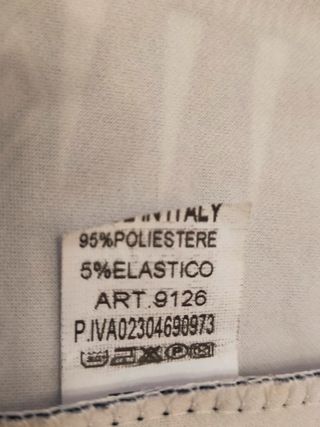 IN ITALY
95%POLIESTERE
5%ELASTICO
ART.9126
P.IVA02304690973